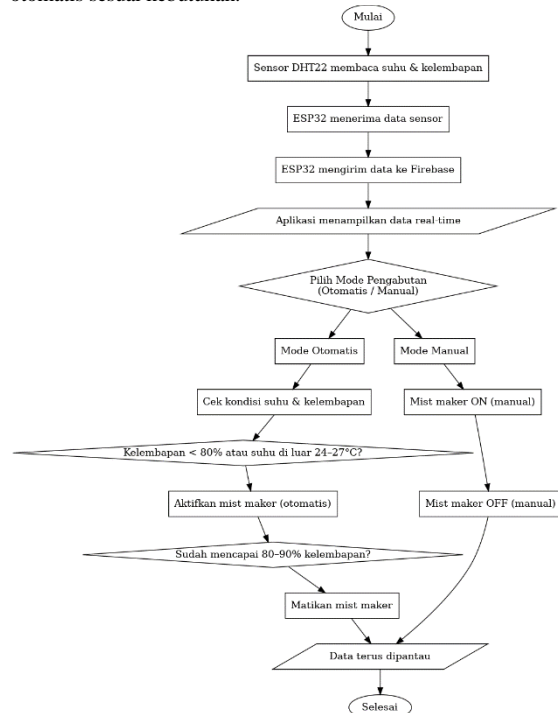 otomatis sesuai kebutuhan.
Mulai
Sensor DHT22 membaca suhu & kelembapan
ESP32 menerima data sensor
ESP32 mengirim data ke Firebase
Aplikasi menampilkan data real-time
Pilih Mode Pengabutan
(Otomatis / Manual)
Mode Otomatis
Mode Manual
Cek kondisi suhu & kelembapan
Mist maker ON (manual)
Kelembapan < 80% atau suhu di luar 24–27°C?
Aktifkan mist maker (otomatis)
Mist maker OFF (manual)
Sudah mencapai 80–90% kelembapan?
Matikan mist maker
Data terus dipantau
Selesai